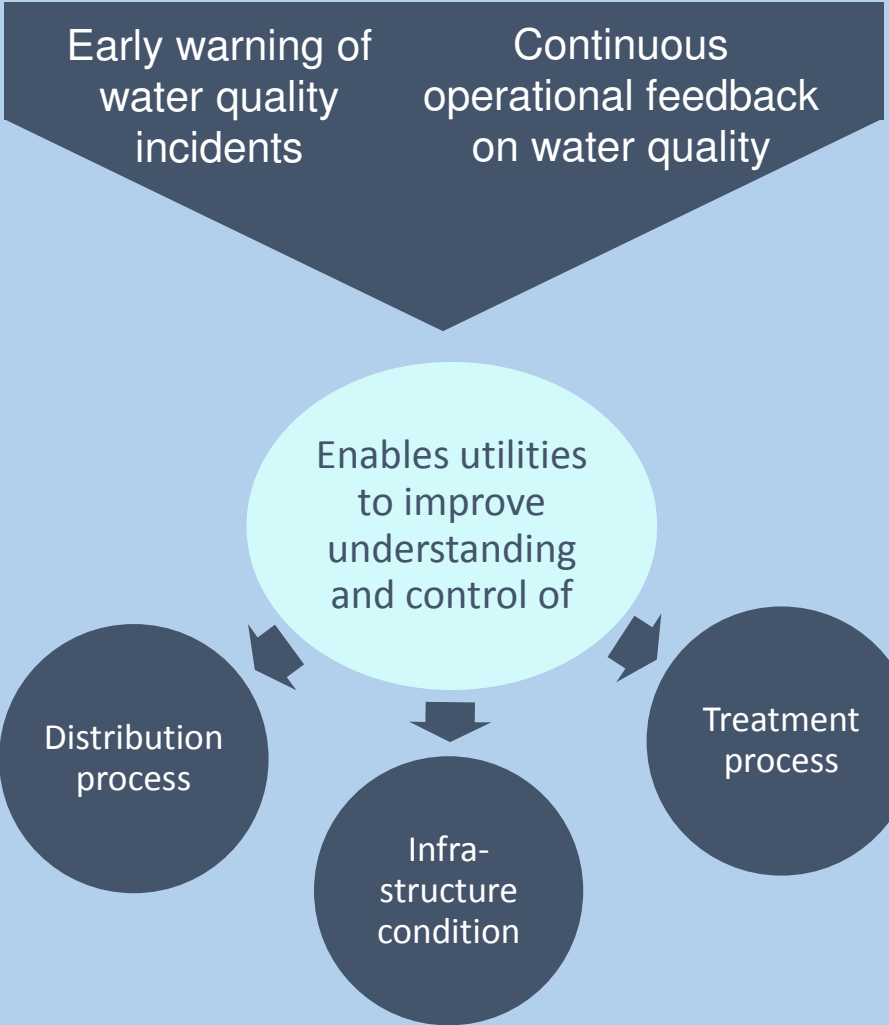 Early warning of
water quality
incidents
Continuous
operational feedback
on water quality
Enables utilities
to improve
understanding
and control of
Distribution
process
Infra-
structure
condition
Treatment
process